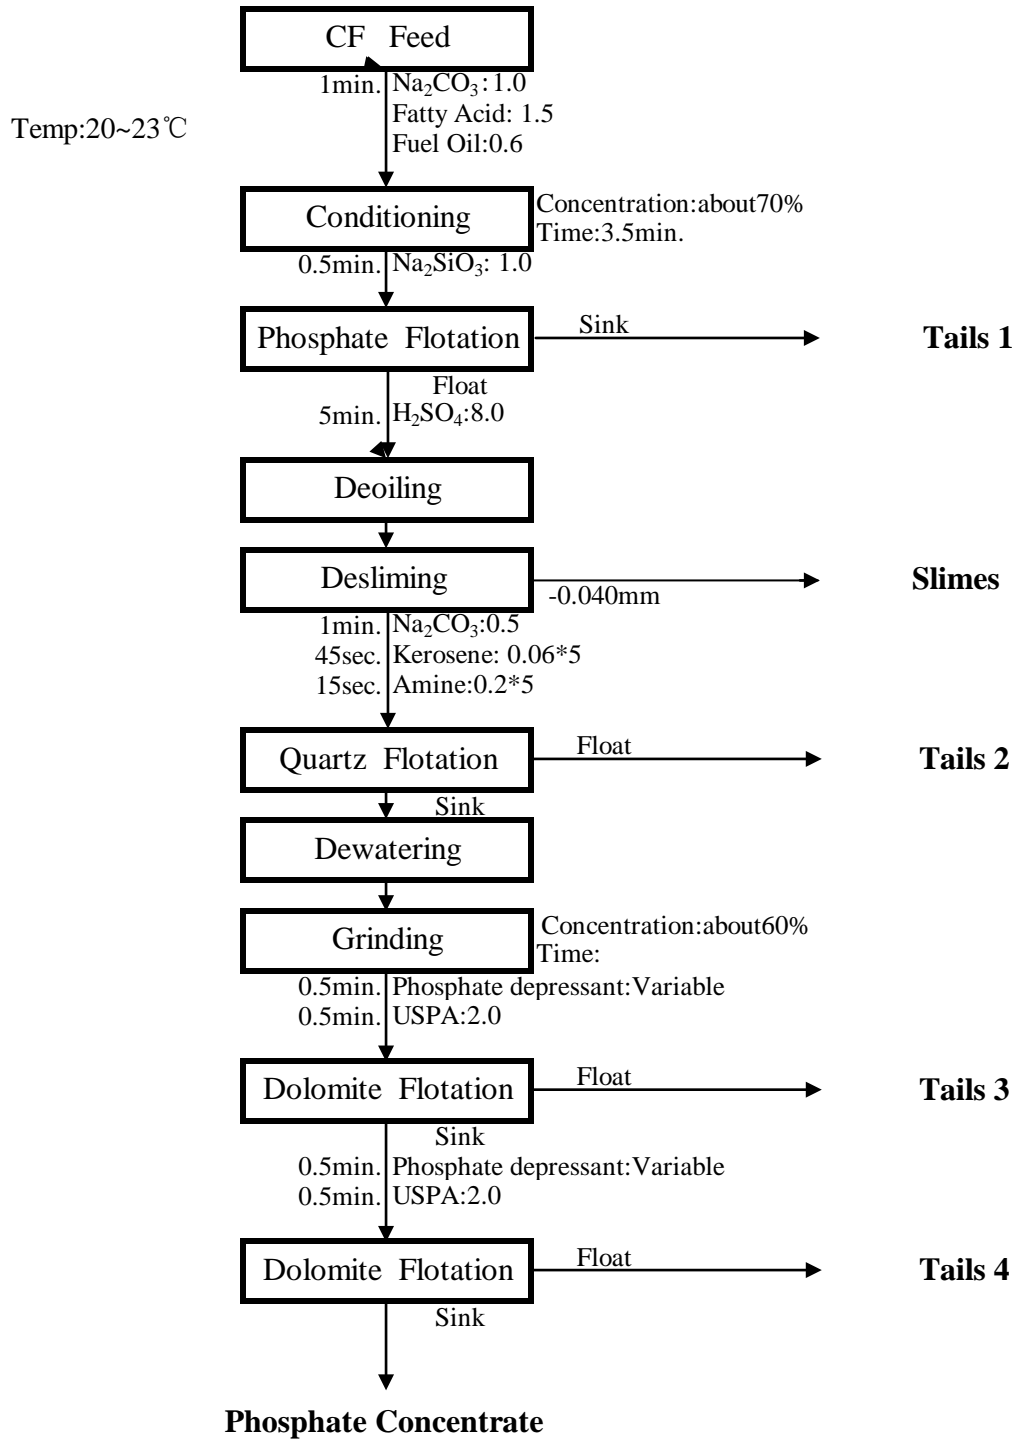 CF Feed
1min. Na₂CO₃:1.0
Fatty Acid: 1.5
Temp:20~23℃
Fuel Oil:0.6
Conditioning
Concentration:about70%
Time:3.5min.
0.5min. Na₂SiO₃: 1.0
Phosphate Flotation
Sink
Tails 1
Float
5min. H₂SO₄:8.0
Deoiling
Desliming
-0.040mm
Slimes
1min. Na₂CO₃:0.5
45sec. Kerosene: 0.06*5
15sec. Amine:0.2*5
Quartz Flotation
Float
Tails 2
Sink
Dewatering
Grinding
Concentration:about60%
Time:
0.5min. Phosphate depressant:Variable
0.5min. USPA:2.0
Dolomite Flotation
Float
Tails 3
Sink
0.5min. Phosphate depressant:Variable
0.5min. USPA:2.0
Dolomite Flotation
Float
Tails 4
Sink
Phosphate Concentrate